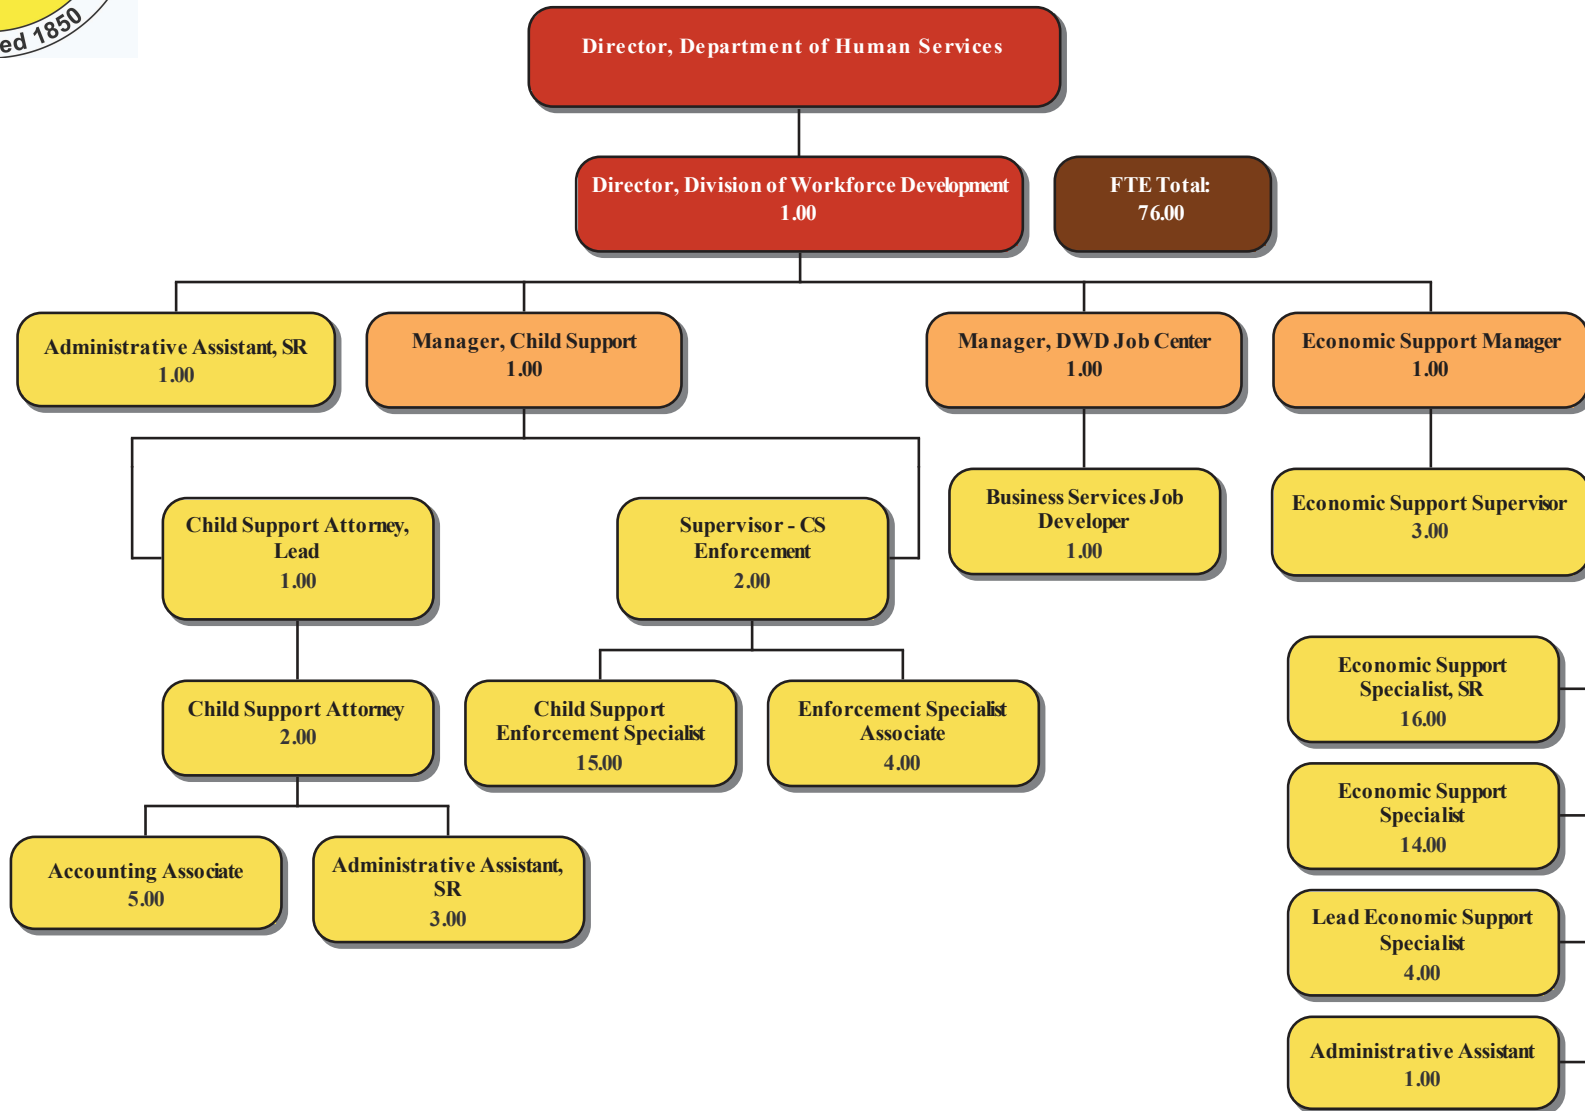 ed 1850
Director, Department of Human Services
Director, Division of Workforce Development
1.00
FTE Total:
76.00
Administrative Assistant, SR
1.00
Manager, Child Support
1.00
Manager, DWD Job Center
1.00
Economic Support Manager
1.00
Child Support Attorney,
Lead
1.00
Supervisor - CS
Enforcement
2.00
Business Services Job
Developer
1.00
Economic Support Supervisor
3.00
Child Support Attorney
2.00
Child Support
Enforcement Specialist
15.00
Enforcement Specialist
Associate
4.00
Economic Support
Specialist, SR
16.00
Economic Support
Specialist
14.00
Accounting Associate
5.00
Administrative Assistant,
SR
3.00
Lead Economic Support
Specialist
4.00
Administrative Assistant
1.00